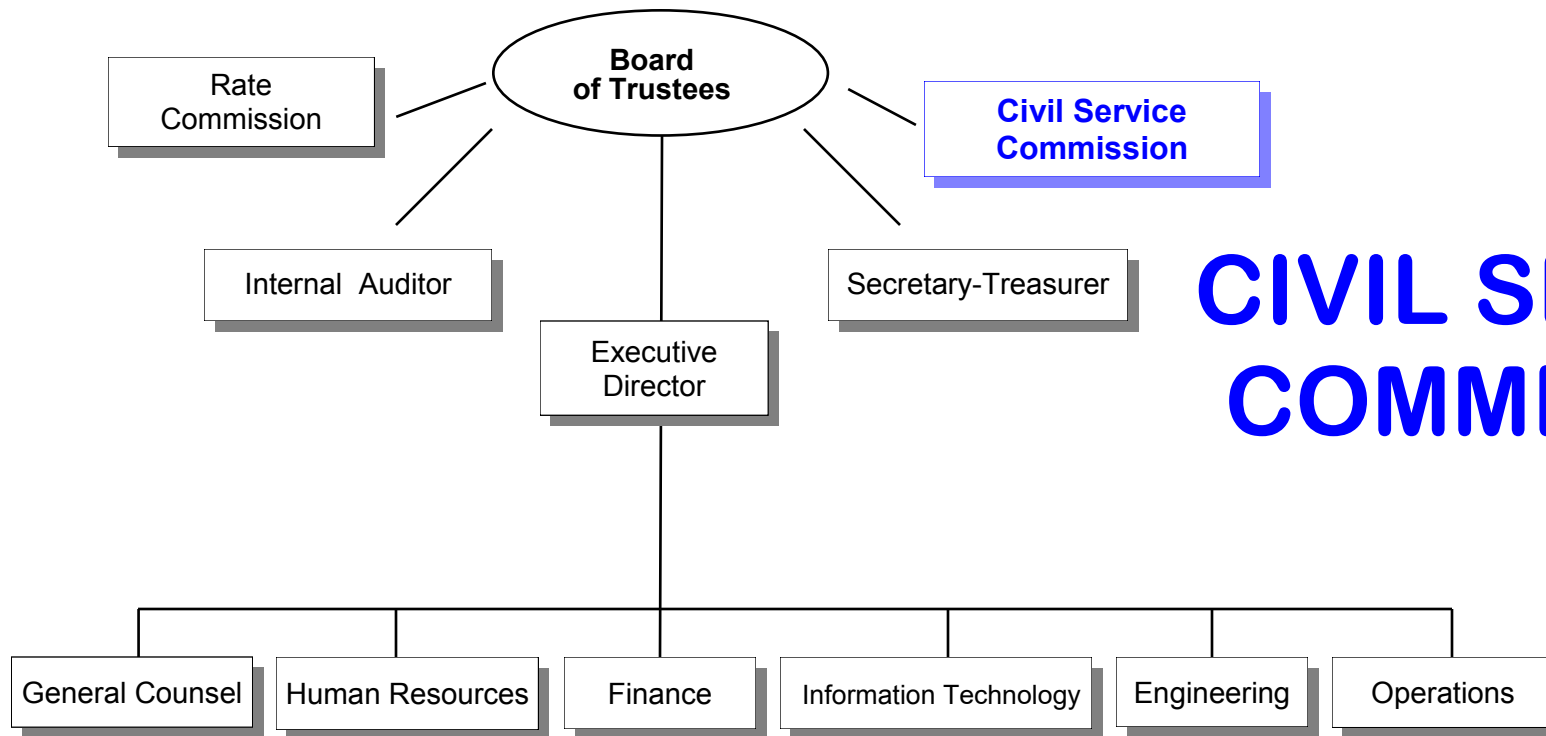 Board
of Trustees
Rate
Commission
Civil Service
Commission
Internal  Auditor
Secretary-Treasurer
CIVIL S
COMM
Executive
Director
General Counsel
Human Resources
Finance
Information Technology
Engineering
Operations